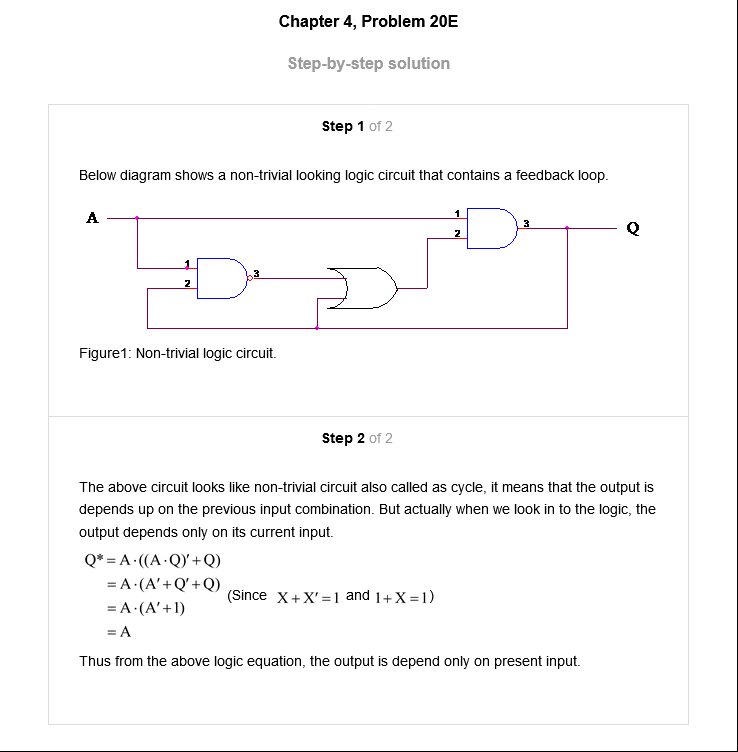 Chapter 4, Problem 20E
Step-by-step solution
Step 1 of 2
Below diagram shows a non-trivial looking logic circuit that contains a feedback loop.
A
1
2
3
Q
1
2
3
Figure1: Non-trivial logic circuit.
Step 2 of 2
The above circuit looks like non-trivial circuit also called as cycle, it means that the output is
depends up on the previous input combination. But actually when we look in to the logic, the
output depends only on its current input.
Q* = A·((A·Q)′+Q)
= A·(A′+Q′+Q)
(Since X+X′=1 and 1+X=1)
= A·(A′+1)
= A
Thus from the above logic equation, the output is depend only on present input.